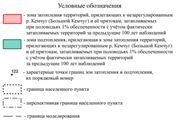 Условные обозначения
- зона затопления территорий, прилегающих к незарегулированным
р. Кемчуг (Большой Кемчуг) и её притокам, затапливаемых
при половодьях 1% обеспеченности
с учётом фактически
затапливаемых территорий
за предыдущие 100 лет наблюдений
- зона подтопления, прилегающая к зоне затопления территорий,
прилегающих к незарегулированным р. Кемчуг (Большой Кемчуг)
и её притокам, затапливаемых при половодьях 1% обеспеченности
с учётом фактически затапливаемых территорий
за предыдущие 100 лет наблюдений
- характерные точки границ зон затопления и подтопления,
их порядковый номер
- граница населенного пункта
- перспективная граница населенного пункта
- граница моделирования